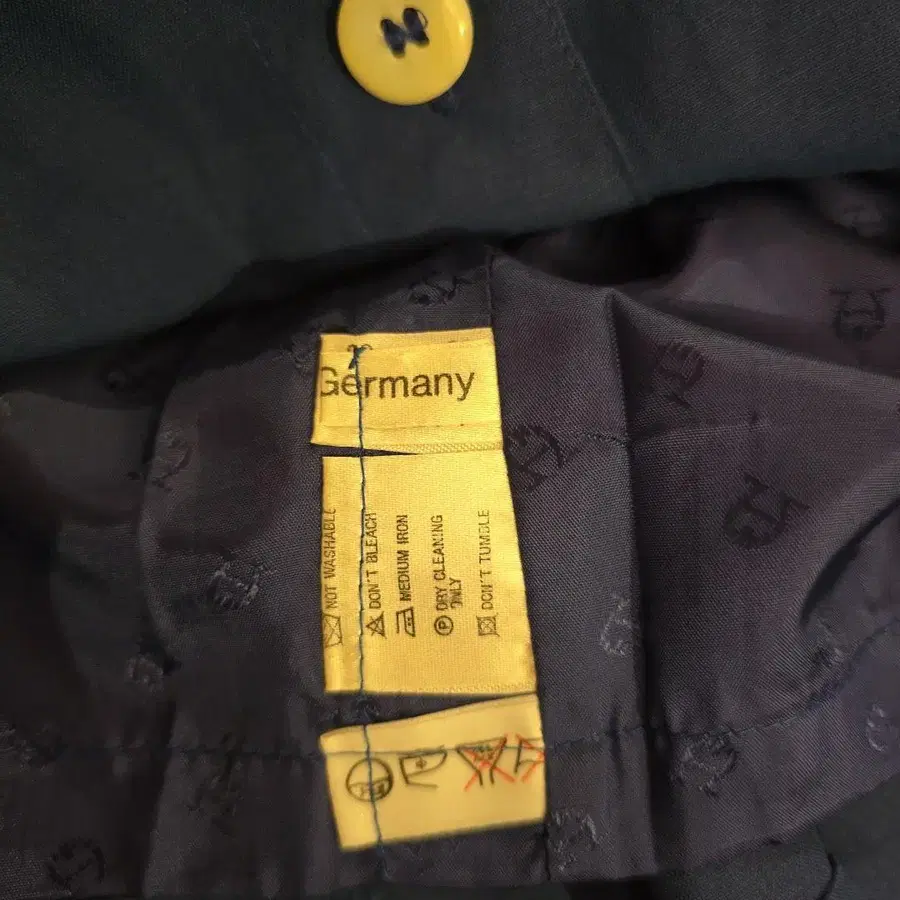 Germany
NOT WASHABLE
DON'T BLEACH
MEDIUM IRON
P DRY CLEANING
ONLY
DON'T TUMBLE